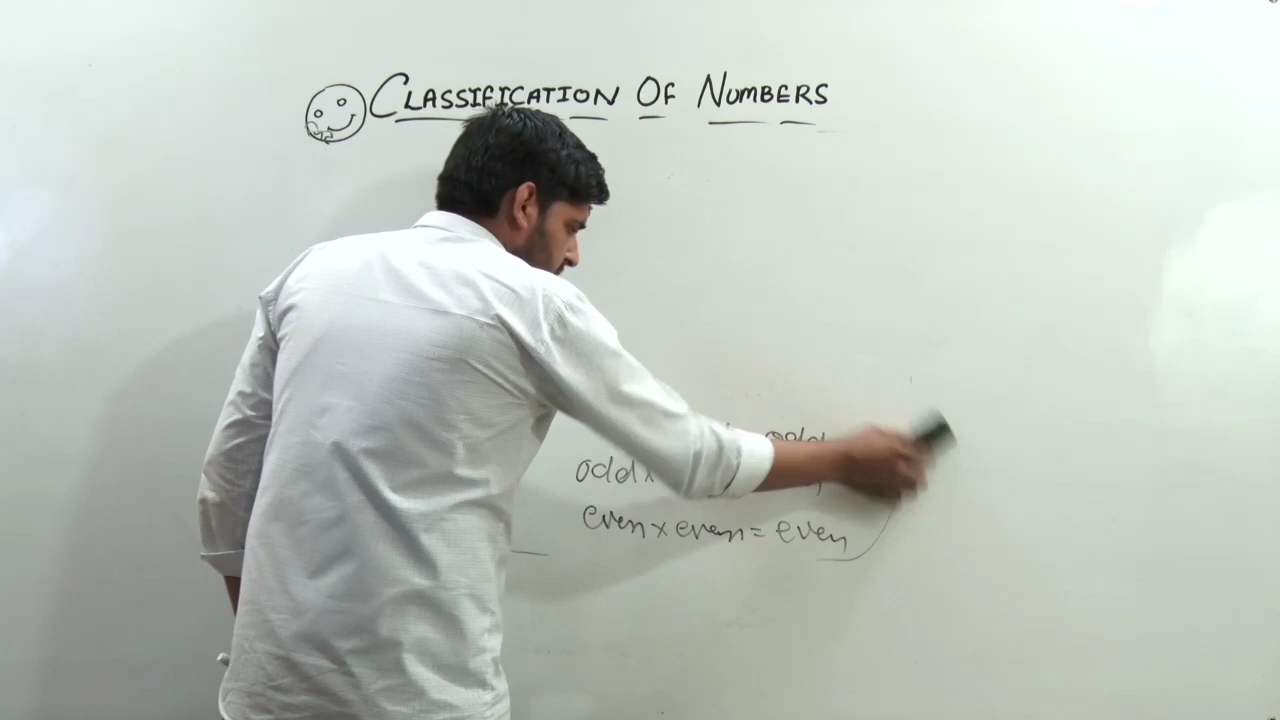 CLASSIFICATION OF NUMBERS
odd
odd x
even x even = even